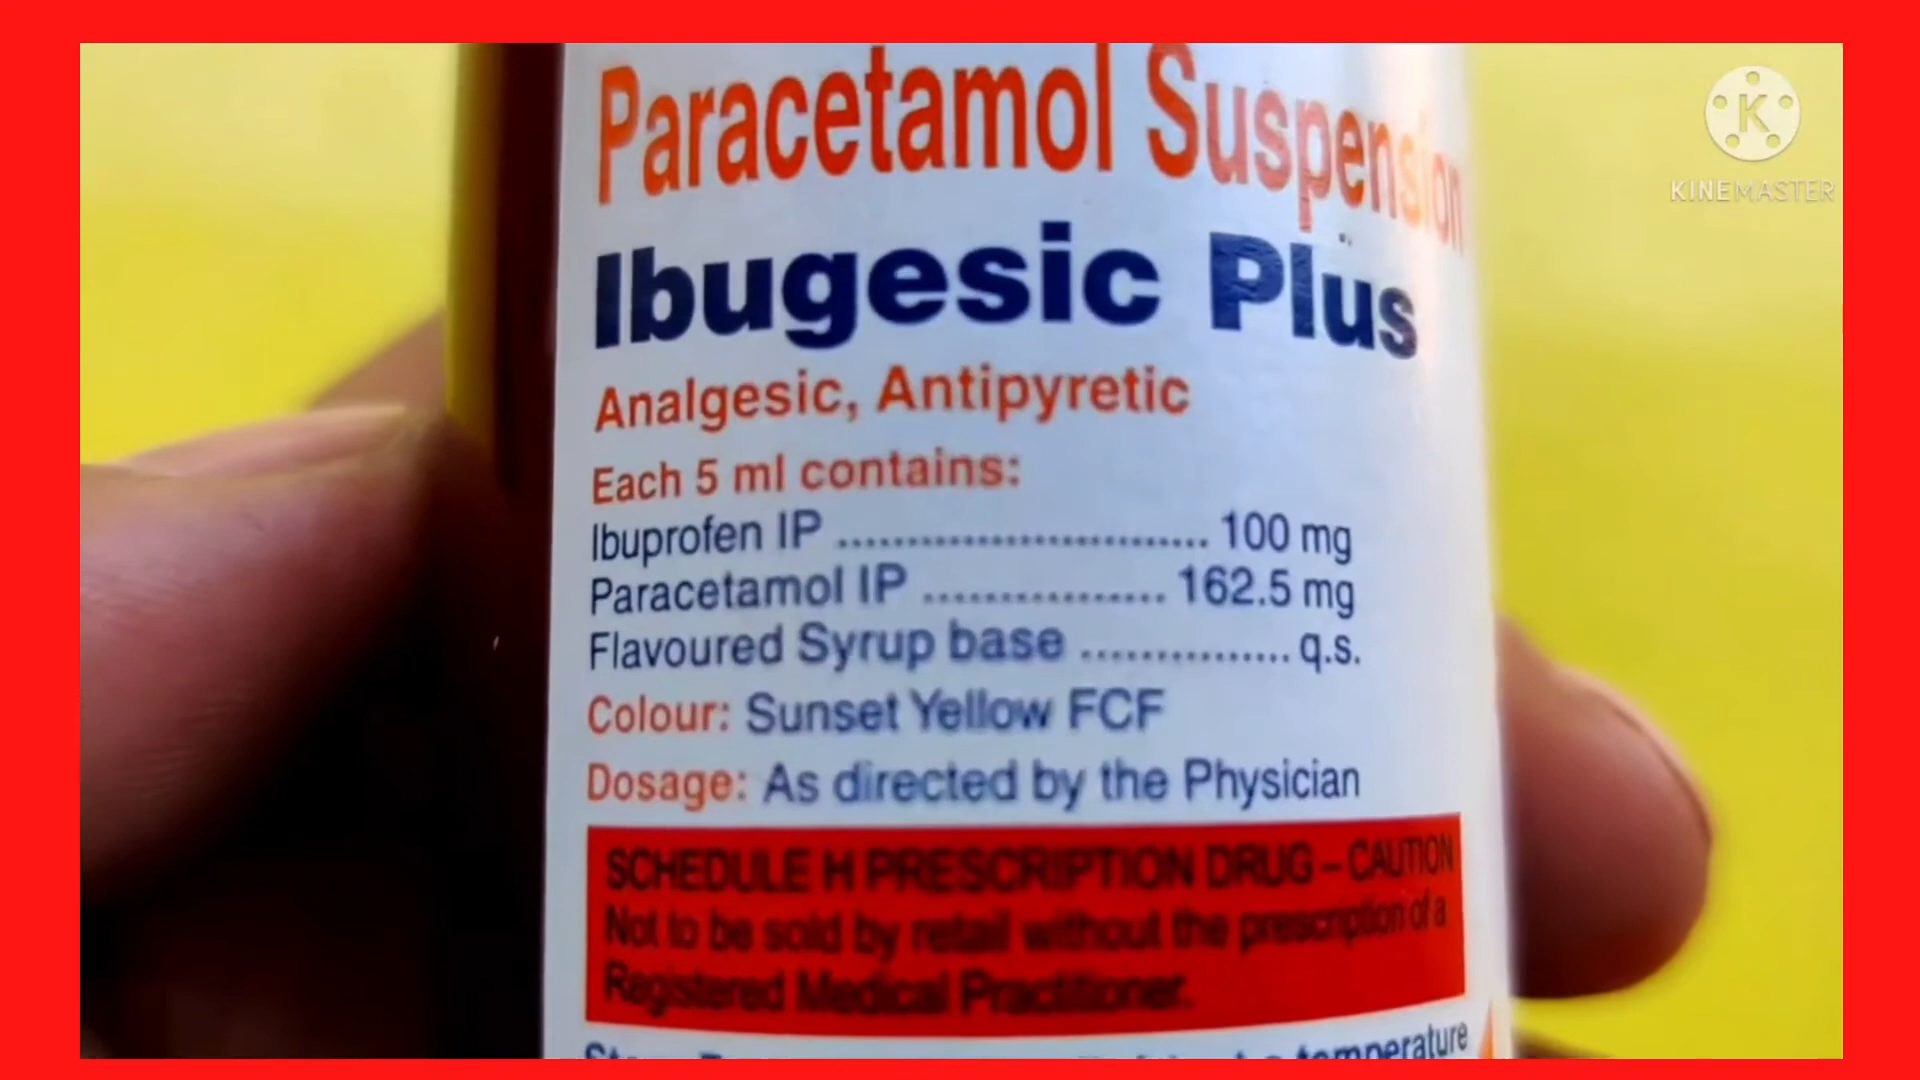 Paracetamol Suspension
Ibugesic Plus
Analgesic, Antipyretic
Each 5 ml contains:
Ibuprofen IP ............................ 100 mg
Paracetamol IP ................ 162.5 mg
Flavoured Syrup base ............... q.s.
Colour: Sunset Yellow FCF
Dosage: As directed by the Physician
SCHEDULE H PRESCRIPTION DRUG – CAUTION
Not to be sold by retail without the prescription of a
Registered Medical Practitioner.
temperature
K
KINEMASTER